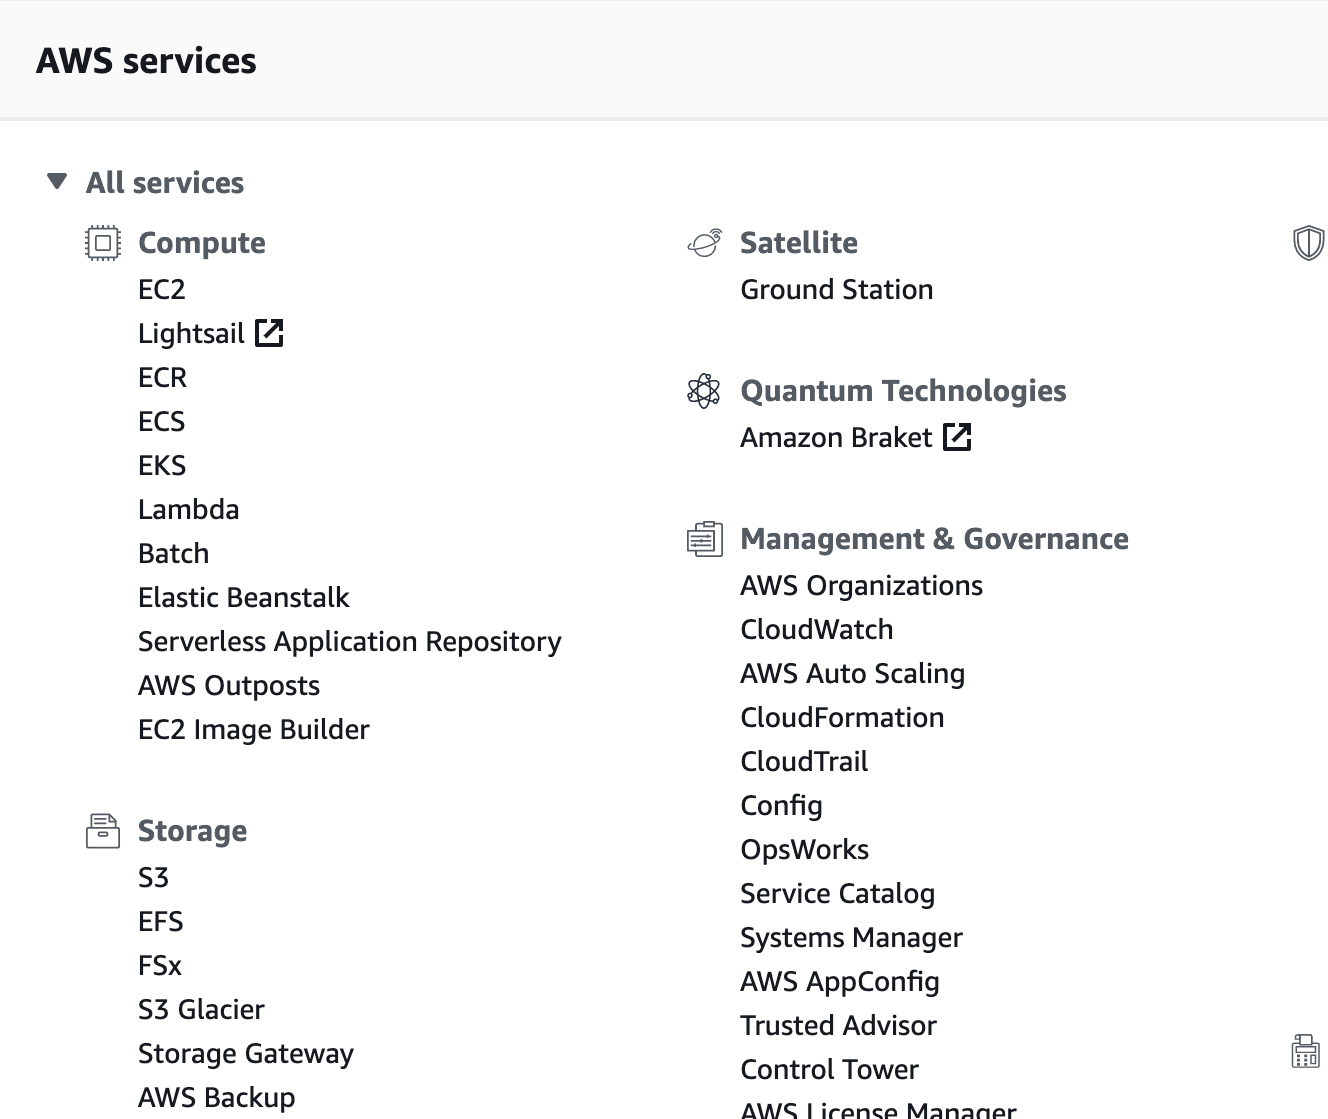 AWS services
All services
Compute
EC2
Lightsail
ECR
ECS
EKS
Lambda
Batch
Elastic Beanstalk
Serverless Application Repository
AWS Outposts
EC2 Image Builder
Storage
S3
EFS
FSx
S3 Glacier
Storage Gateway
AWS Backup
Satellite
Ground Station
Quantum Technologies
Amazon Braket
Management & Governance
AWS Organizations
CloudWatch
AWS Auto Scaling
CloudFormation
CloudTrail
Config
OpsWorks
Service Catalog
Systems Manager
AWS AppConfig
Trusted Advisor
Control Tower
AWS License Manager